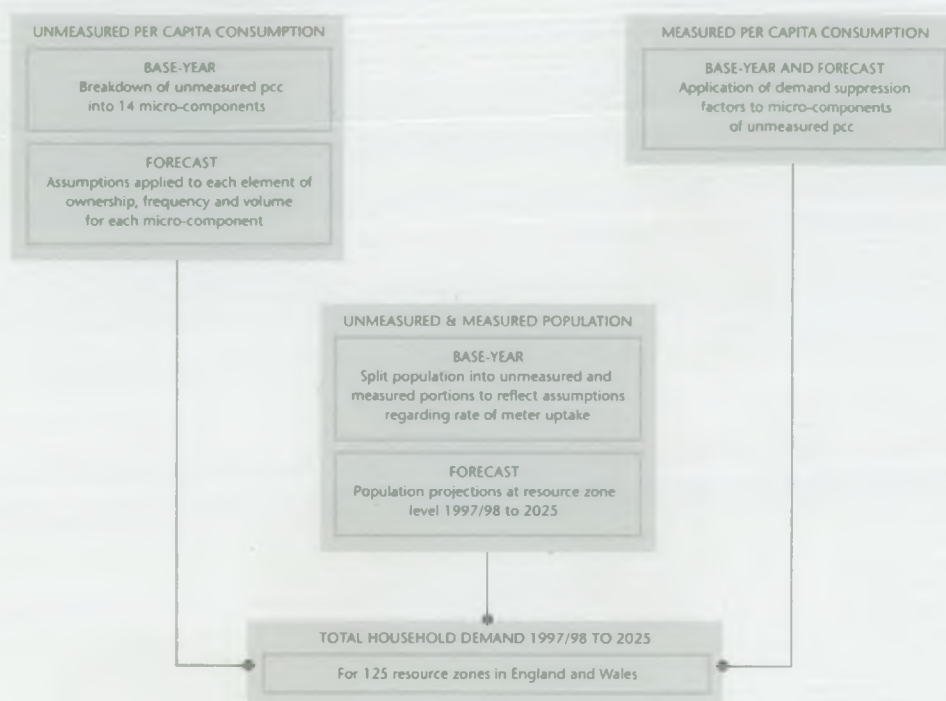 UNMEASURED PER CAPITA CONSUMPTION
BASE-YEAR
Breakdown of unmeasured pcc
into 14 micro-components
FORECAST
Assumptions applied to each element of
ownership, frequency and volume
for each micro-component
MEASURED PER CAPITA CONSUMPTION
BASE-YEAR AND FORECAST
Application of demand suppression
factors to micro-components
of unmeasured pcc
UNMEASURED & MEASURED POPULATION
BASE-YEAR
Split population into unmeasured and
measured portions to reflect assumptions
regarding rate of meter uptake
FORECAST
Population projections at resource zone
level 1997/98 to 2025
TOTAL HOUSEHOLD DEMAND 1997/98 TO 2025
For 125 resource zones in England and Wales